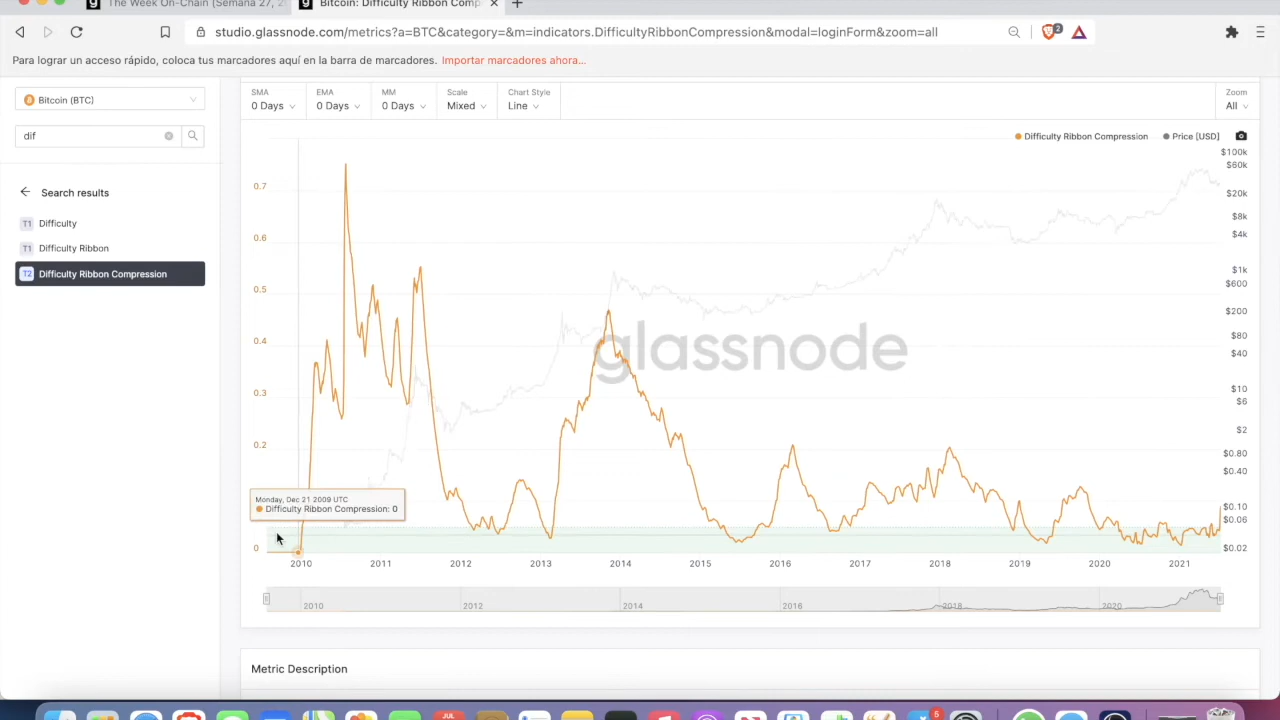 The Week On-Chain (Semana 27, 2
Bitcoin: Difficulty Ribbon Comp
studio.glassnode.com/metrics?a=BTC&category=&m=indicators.DifficultyRibbonCompression&modal=loginForm&zoom=all
2
Para lograr un acceso rápido, coloca tus marcadores aquí en la barra de marcadores. Importar marcadores ahora...
Bitcoin (BTC)
dif
Search results
T1 Difficulty
T1 Difficulty Ribbon
T2 Difficulty Ribbon Compression
SMA
0 Days
EMA
0 Days
MM
0 Days
Scale
Mixed
Chart Style
Line
Zoom
All
Difficulty Ribbon Compression
Price [USD]
0.7
0.6
0.5
0.4
0.3
0.2
0
$100k
$60k
$20k
$8k
$4k
$1k
$600
$200
$80
$40
$10
$6
$2
$0.80
$0.40
$0.10
$0.06
$0.02
glassnode
Monday, Dec 21 2009 UTC
Difficulty Ribbon Compression: 0
2010 2011 2012 2013 2014 2015 2016 2017 2018 2019 2020 2021
2010 2012 2014 2016 2018 2020
Metric Description
JUL
5